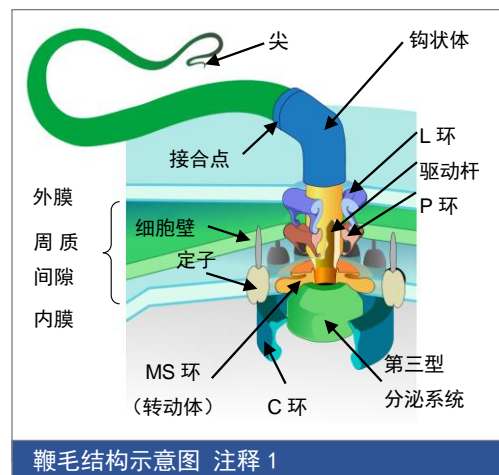 尖
钩状体
接合点
L 环
驱动杆
P 环
外膜
周 质
间隙
内膜
细胞壁
定子
MS 环
（转动体）
C 环
第三型
分泌系统
鞭毛结构示意图 注释 1